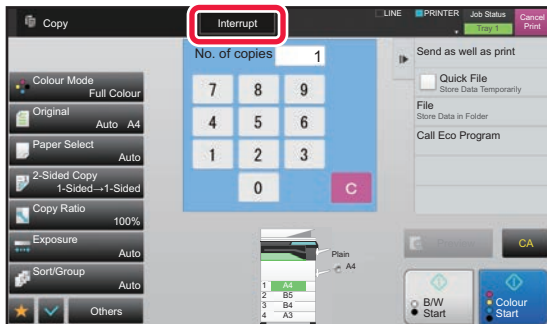 Copy
Interrupt
LINE
PRINTER
Job Status
Tray 1
Cancel
Print
No. of copies 1
7 8 9
4 5 6
1 2 3
0 C
Colour Mode
Full Colour
Original
Auto A4
Paper Select
Auto
2-Sided Copy
1-Sided→1-Sided
Copy Ratio
100%
Exposure
Auto
Sort/Group
Auto
Others
Plain
A4
1 A4
2 B5
3 B4
4 A3
Send as well as print
Quick File
Store Data Temporarily
File
Store Data in Folder
Call Eco Program
CA
B/W
Start
Colour
Start